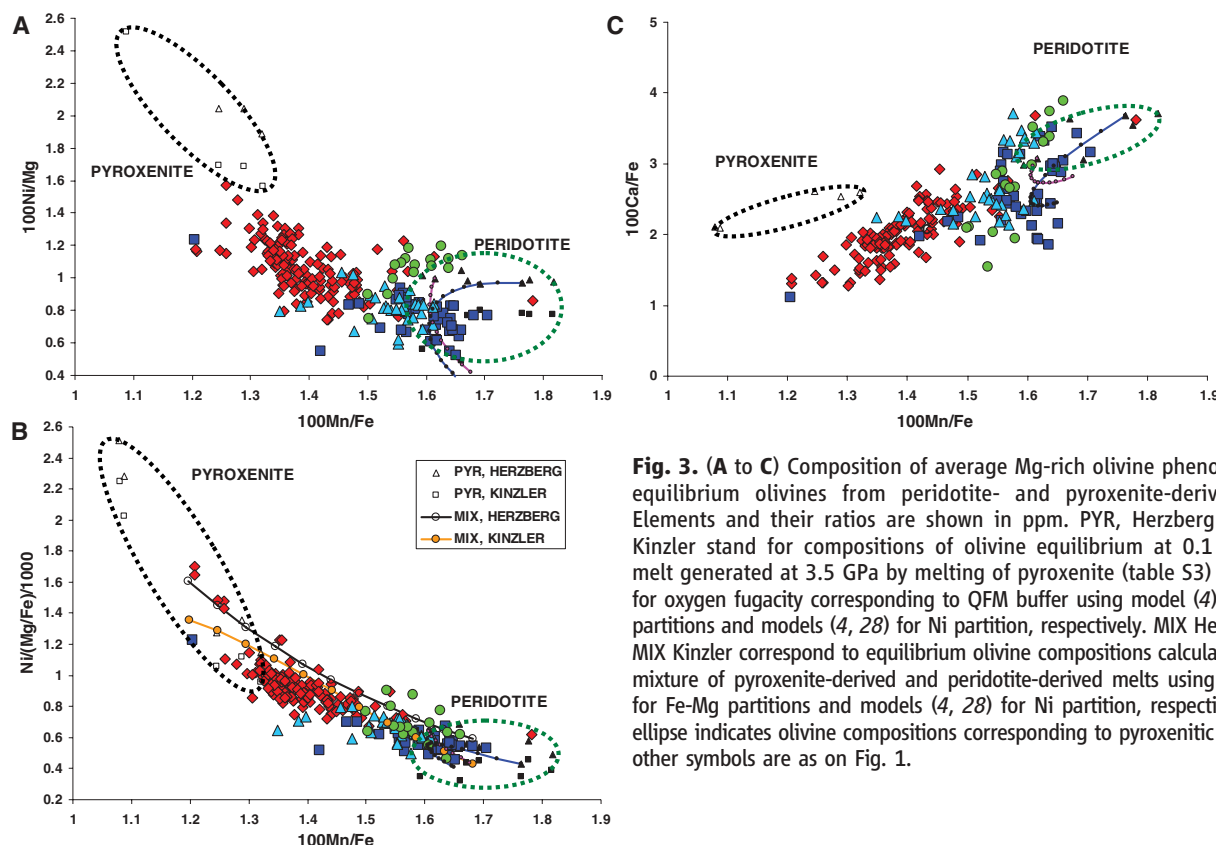 A
100Ni/Mg
2.6
2.4
2.2
2.0
1.8
1.6
1.4
1.2
1
0.8
0.6
0.4
PYROXENITE
PERIDOTITE
1 1.1 1.2 1.3 1.4 1.5 1.6 1.7 1.8 1.9
100Mn/Fe
B
Ni/(Mg/Fe)/1000
2.6
2.4
2.2
2
1.8
1.6
1.4
1.2
1
0.8
0.6
0.4
0.2
PYROXENITE
PERIDOTITE
PYR, HERZBERG
PYR, KINZLER
MIX, HERZBERG
MIX, KINZLER
1 1.1 1.2 1.3 1.4 1.5 1.6 1.7 1.8 1.9
100Mn/Fe
C
100Ca/Fe
5
4
3
2
1
0
PYROXENITE
PERIDOTITE
1 1.1 1.2 1.3 1.4 1.5 1.6 1.7 1.8 1.9
100Mn/Fe
Fig. 3. (A to C) Composition of average Mg-rich olivine pheno
equilibrium olivines from peridotite- and pyroxenite-deriv
Elements and their ratios are shown in ppm. PYR, Herzberg
Kinzler stand for compositions of olivine equilibrium at 0.1
melt generated at 3.5 GPa by melting of pyroxenite (table S3)
for oxygen fugacity corresponding to QFM buffer using model (4)
partitions and models (4, 28) for Ni partition, respectively. MIX He
MIX Kinzler correspond to equilibrium olivine compositions calcula
mixture of pyroxenite-derived and peridotite-derived melts using
for Fe-Mg partitions and models (4, 28) for Ni partition, respecti
ellipse indicates olivine compositions corresponding to pyroxenitic
other symbols are as on Fig. 1.